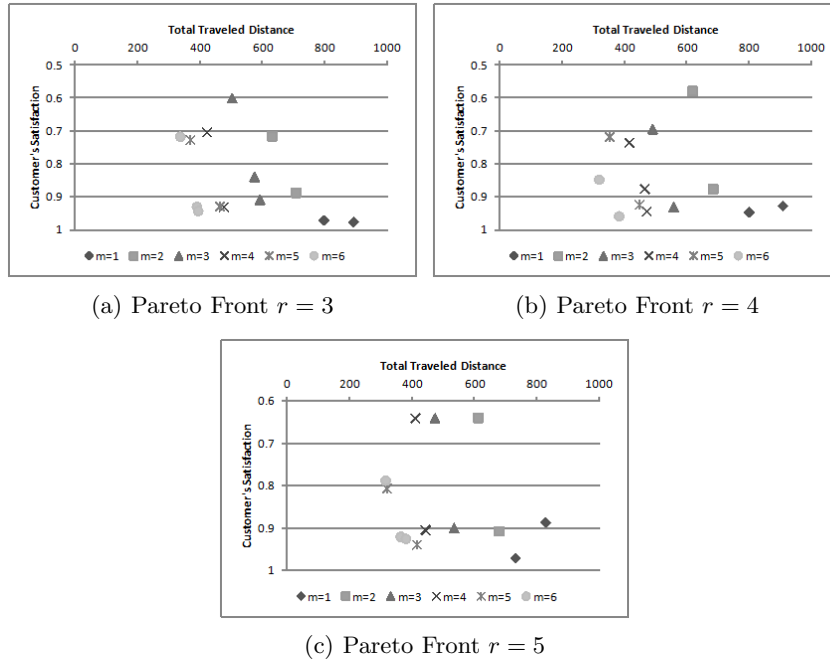 Total Traveled Distance
0 200 400 600 800 1000
0.5
0.6
0.7
0.8
0.9
1
Customer's Satisfaction
m=1 m=2 m=3 m=4 m=5 m=6
(a) Pareto Front r = 3
Total Traveled Distance
0 200 400 600 800 1000
0.5
0.6
0.7
0.8
0.9
1
Customer's Satisfaction
m=1 m=2 m=3 m=4 m=5 m=6
(b) Pareto Front r = 4
Total Traveled Distance
0 200 400 600 800 1000
0.6
0.7
0.8
0.9
1
Customer's Satisfaction
m=1 m=2 m=3 m=4 m=5 m=6
(c) Pareto Front r = 5